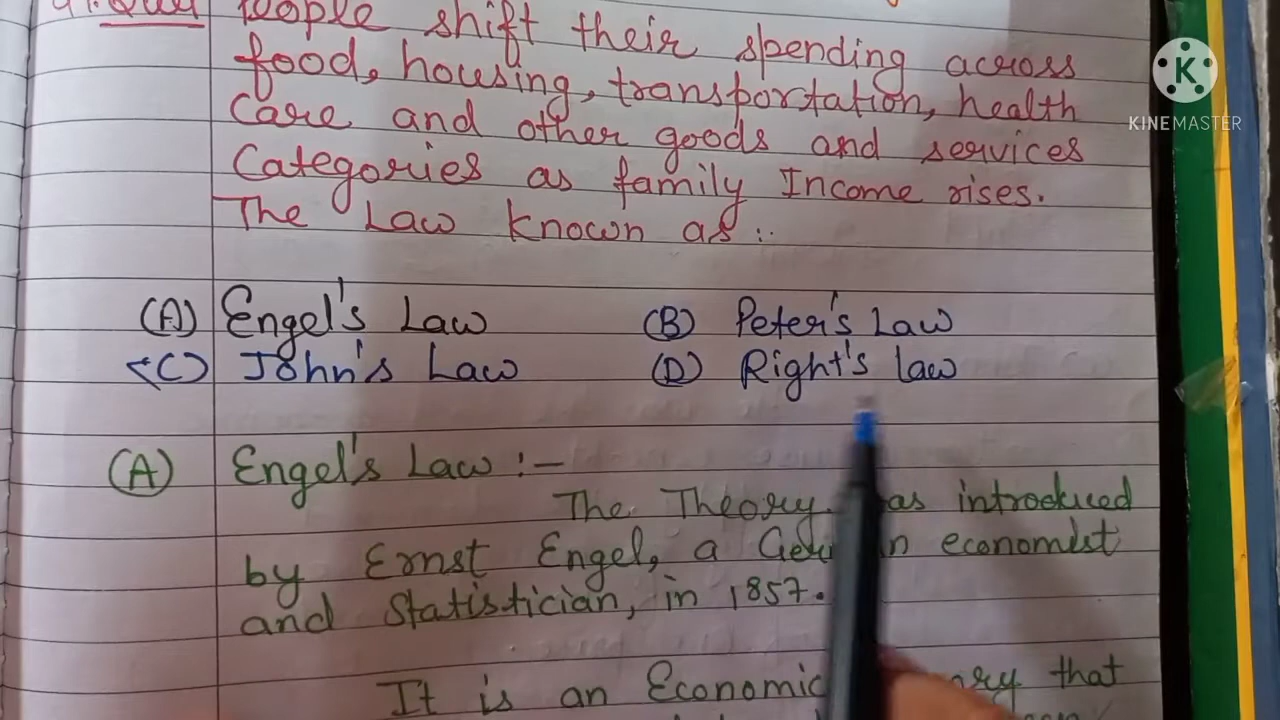 People shift their spending across
food, housing, transportation, health
Care and other goods and services
Categories as family Income rises.
The Law known as :-
(A) Engel's Law (B) Peter's Law
(C) John's Law (D) Right's law
(A) Engel's Law :-
The Theory as introduced
by Ernst Engel, a economist
and Statistician, in 1857.
It is an Economic that
KINEMASTER